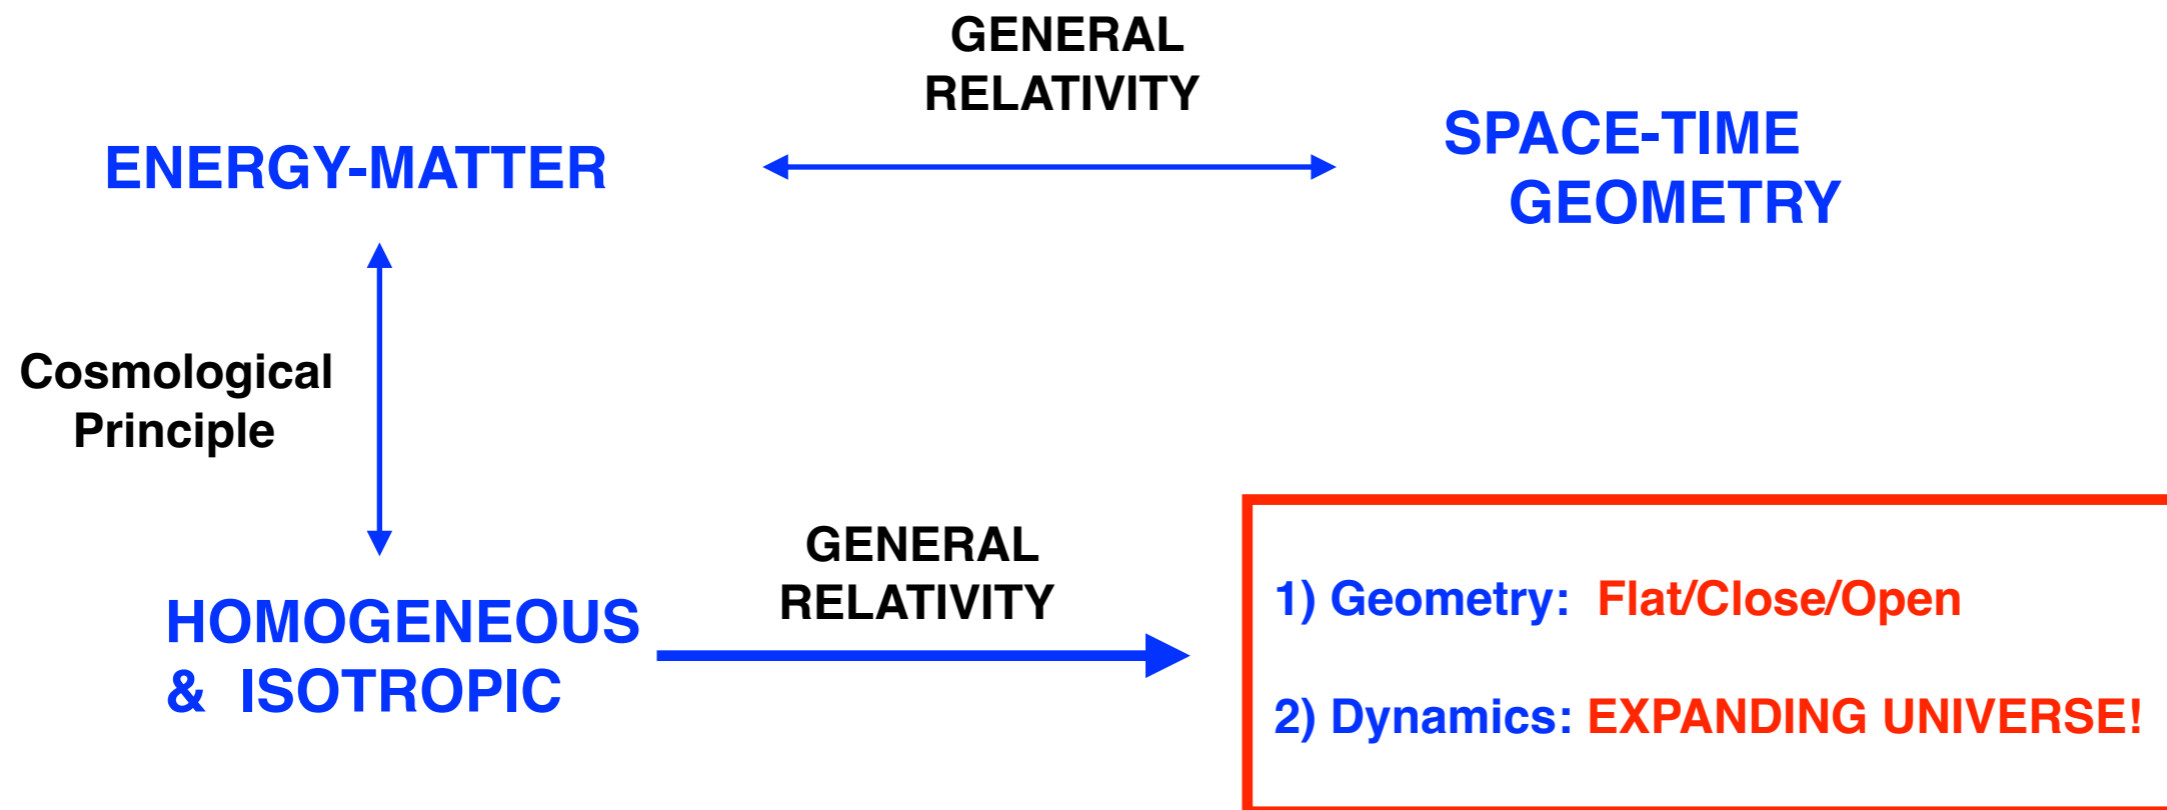 GENERAL
RELATIVITY
ENERGY-MATTER
SPACE-TIME
GEOMETRY
Cosmological
Principle
HOMOGENEOUS
& ISOTROPIC
GENERAL
RELATIVITY
1) Geometry: Flat/Close/Open
2) Dynamics: EXPANDING UNIVERSE!